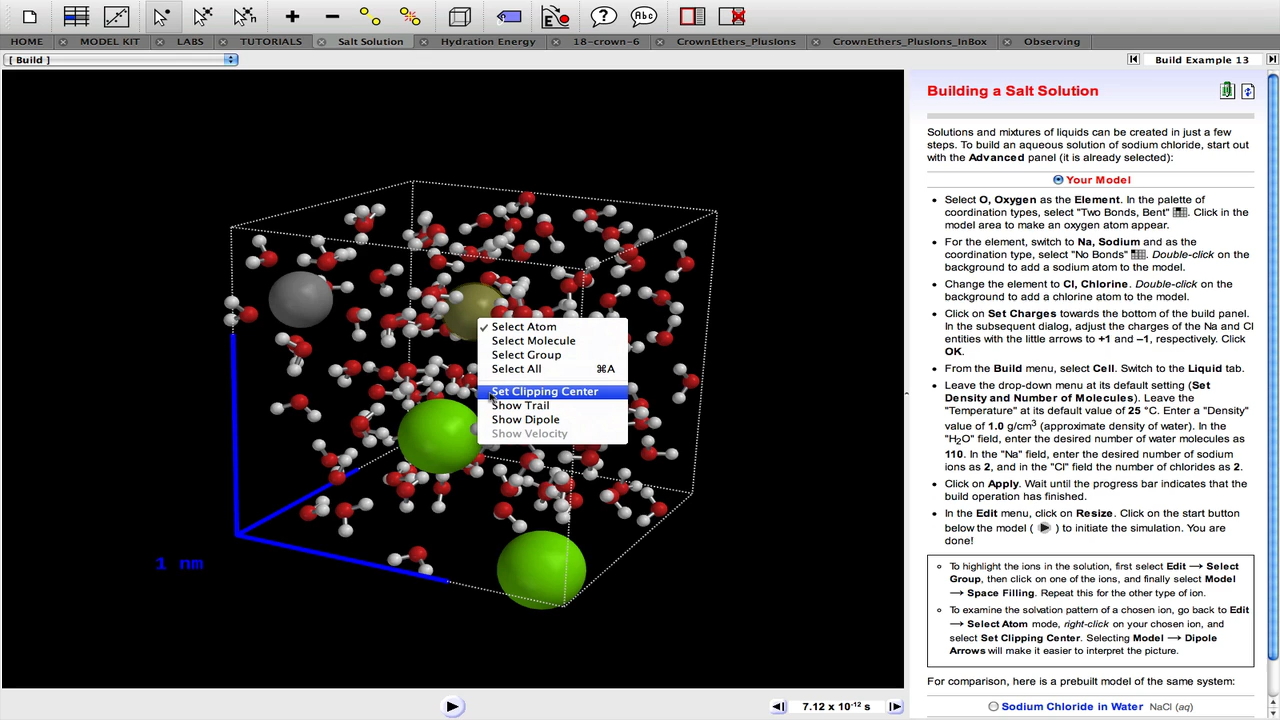 Abc
HOME
MODEL KIT
LABS
TUTORIALS
Salt Solution
Hydration Energy
18-crown-6
CrownEthers_PlusIons
CrownEthers_PlusIons_InBox
Observing
[ Build ]
Build Example 13
1 nm
Select Atom
Select Molecule
Select Group
Select All ⌘A
Set Clipping Center
Show Trail
Show Dipole
Show Velocity
7.12 x 10⁻¹² s
Building a Salt Solution
Solutions and mixtures of liquids can be created in just a few
steps. To build an aqueous solution of sodium chloride, start out
with the Advanced panel (it is already selected):
Your Model
• Select O, Oxygen as the Element. In the palette of
coordination types, select "Two Bonds, Bent" . Click in the
model area to make an oxygen atom appear.
• For the element, switch to Na, Sodium and as the
coordination type, select "No Bonds" . Double-click on the
background to add a sodium atom to the model.
• Change the element to Cl, Chlorine. Double-click on the
background to add a chlorine atom to the model.
• Click on Set Charges towards the bottom of the build panel.
In the subsequent dialog, adjust the charges of the Na and Cl
entities with the little arrows to +1 and –1, respectively. Click
OK.
• From the Build menu, select Cell. Switch to the Liquid tab.
• Leave the drop-down menu at its default setting (Set
Density and Number of Molecules). Leave the
"Temperature" at its default value of 25 °C. Enter a "Density"
value of 1.0 g/cm³ (approximate density of water). In the
"H₂O" field, enter the desired number of water molecules as
110. In the "Na" field, enter the desired number of sodium
ions as 2, and in the "Cl" field the number of chlorides as 2.
• Click on Apply. Wait until the progress bar indicates that the
build operation has finished.
• In the Edit menu, click on Resize. Click on the start button
below the model ( ▶ ) to initiate the simulation. You are
done!
◦ To highlight the ions in the solution, first select Edit → Select
Group, then click on one of the ions, and finally select Model
→ Space Filling. Repeat this for the other type of ion.
◦ To examine the solvation pattern of a chosen ion, go back to Edit
→ Select Atom mode, right-click on your chosen ion, and
select Set Clipping Center. Selecting Model → Dipole
Arrows will make it easier to interpret the picture.
For comparison, here is a prebuilt model of the same system:
Sodium Chloride in Water NaCl (aq)